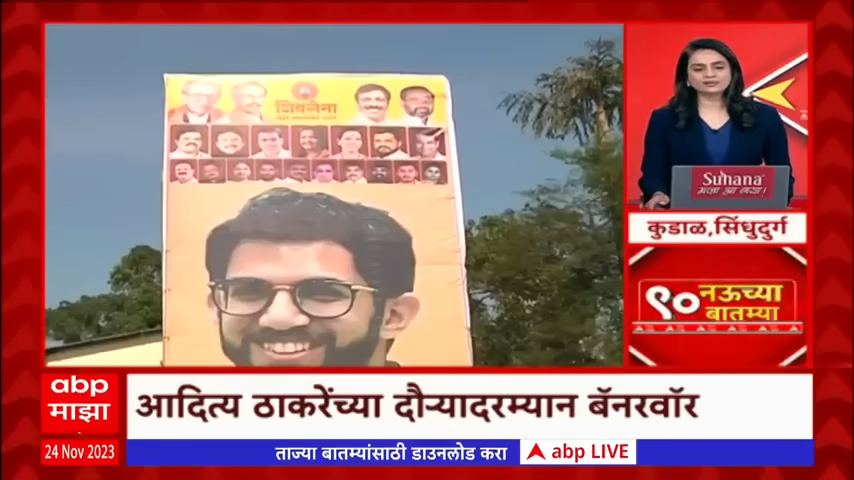 शिवसेना
Suhana
कुडाळ,सिंधुदुर्ग
९०
नऊच्या
बातम्या
abp
माझा
आदित्य ठाकरेंच्या दौऱ्यादरम्यान बॅनरवॉर
24 Nov 2023
ताज्या बातम्यांसाठी डाउनलोड करा
abp LIVE